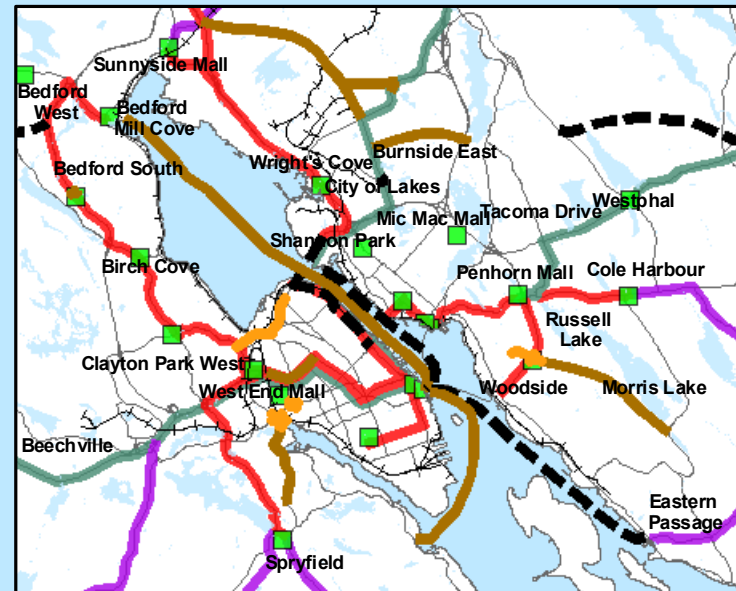 Sunnyside Mall
Bedford
West
Bedford
Mill Cove
Wright's Cove
Burnside East
Bedford South
City of Lakes
Westphal
Mic Mac Mall
Tacoma Drive
Shannon Park
Birch Cove
Penhorn Mall
Cole Harbour
Russell
Lake
Clayton Park West
West End Mall
Woodside
Morris Lake
Beechville
Eastern
Passage
Spryfield